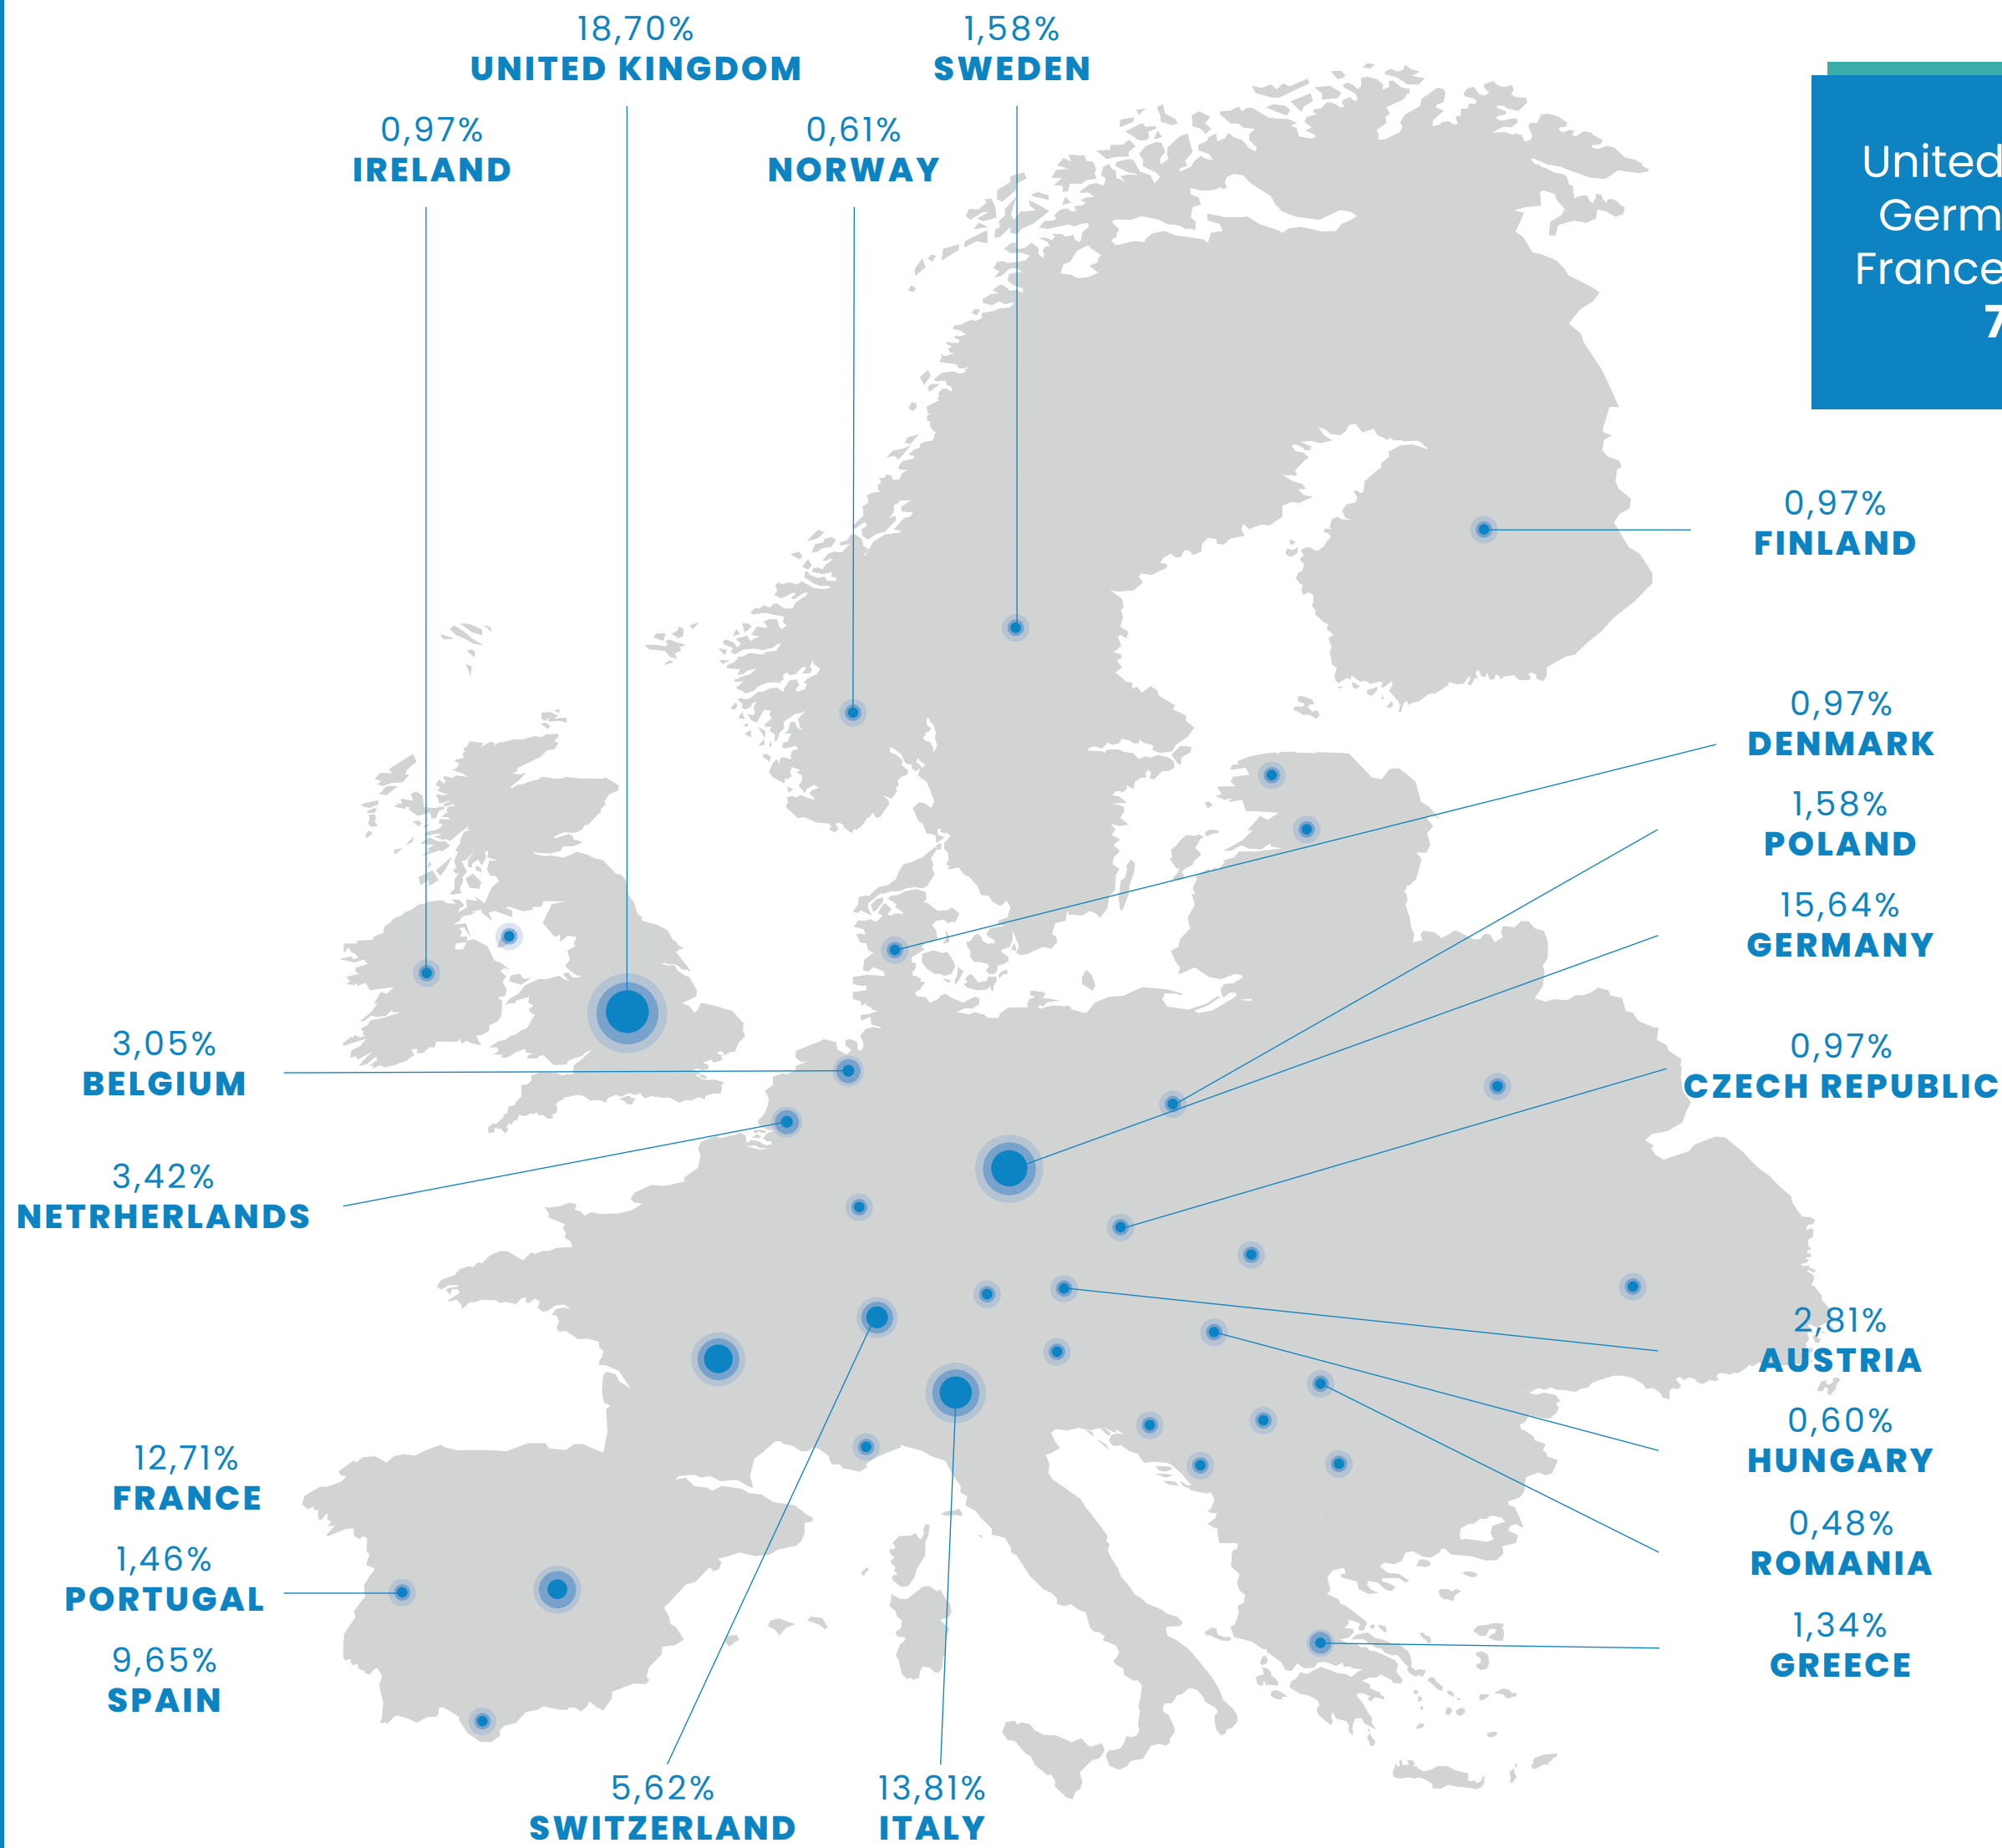 18,70%
UNITED KINGDOM
1,58%
SWEDEN
0,97%
IRELAND
0,61%
NORWAY
United
Germ
France
7
0,97%
FINLAND
0,97%
DENMARK
1,58%
POLAND
15,64%
GERMANY
3,05%
BELGIUM
0,97%
CZECH REPUBLIC
3,42%
NETRHERLANDS
2,81%
AUSTRIA
0,60%
HUNGARY
12,71%
FRANCE
0,48%
ROMANIA
1,46%
PORTUGAL
1,34%
GREECE
9,65%
SPAIN
5,62%
SWITZERLAND
13,81%
ITALY